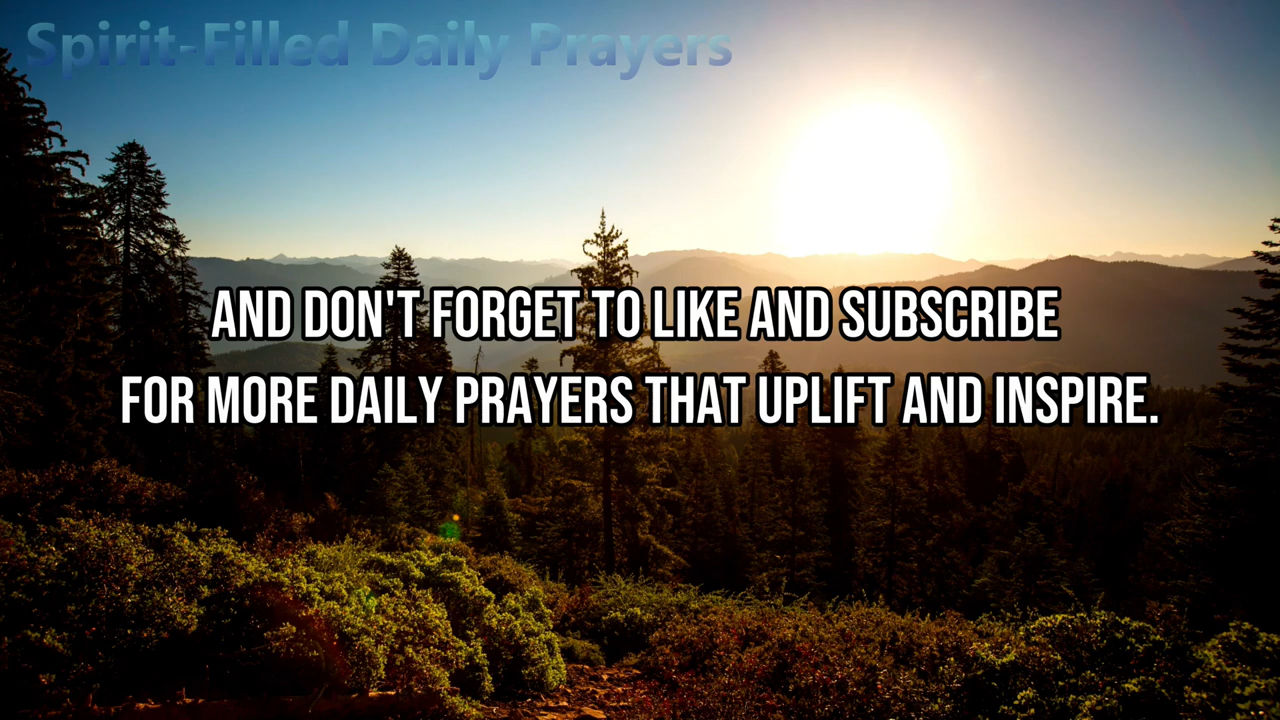 Spirit-Filled Daily Prayers
AND DON'T FORGET TO LIKE AND SUBSCRIBE
FOR MORE DAILY PRAYERS THAT UPLIFT AND INSPIRE.